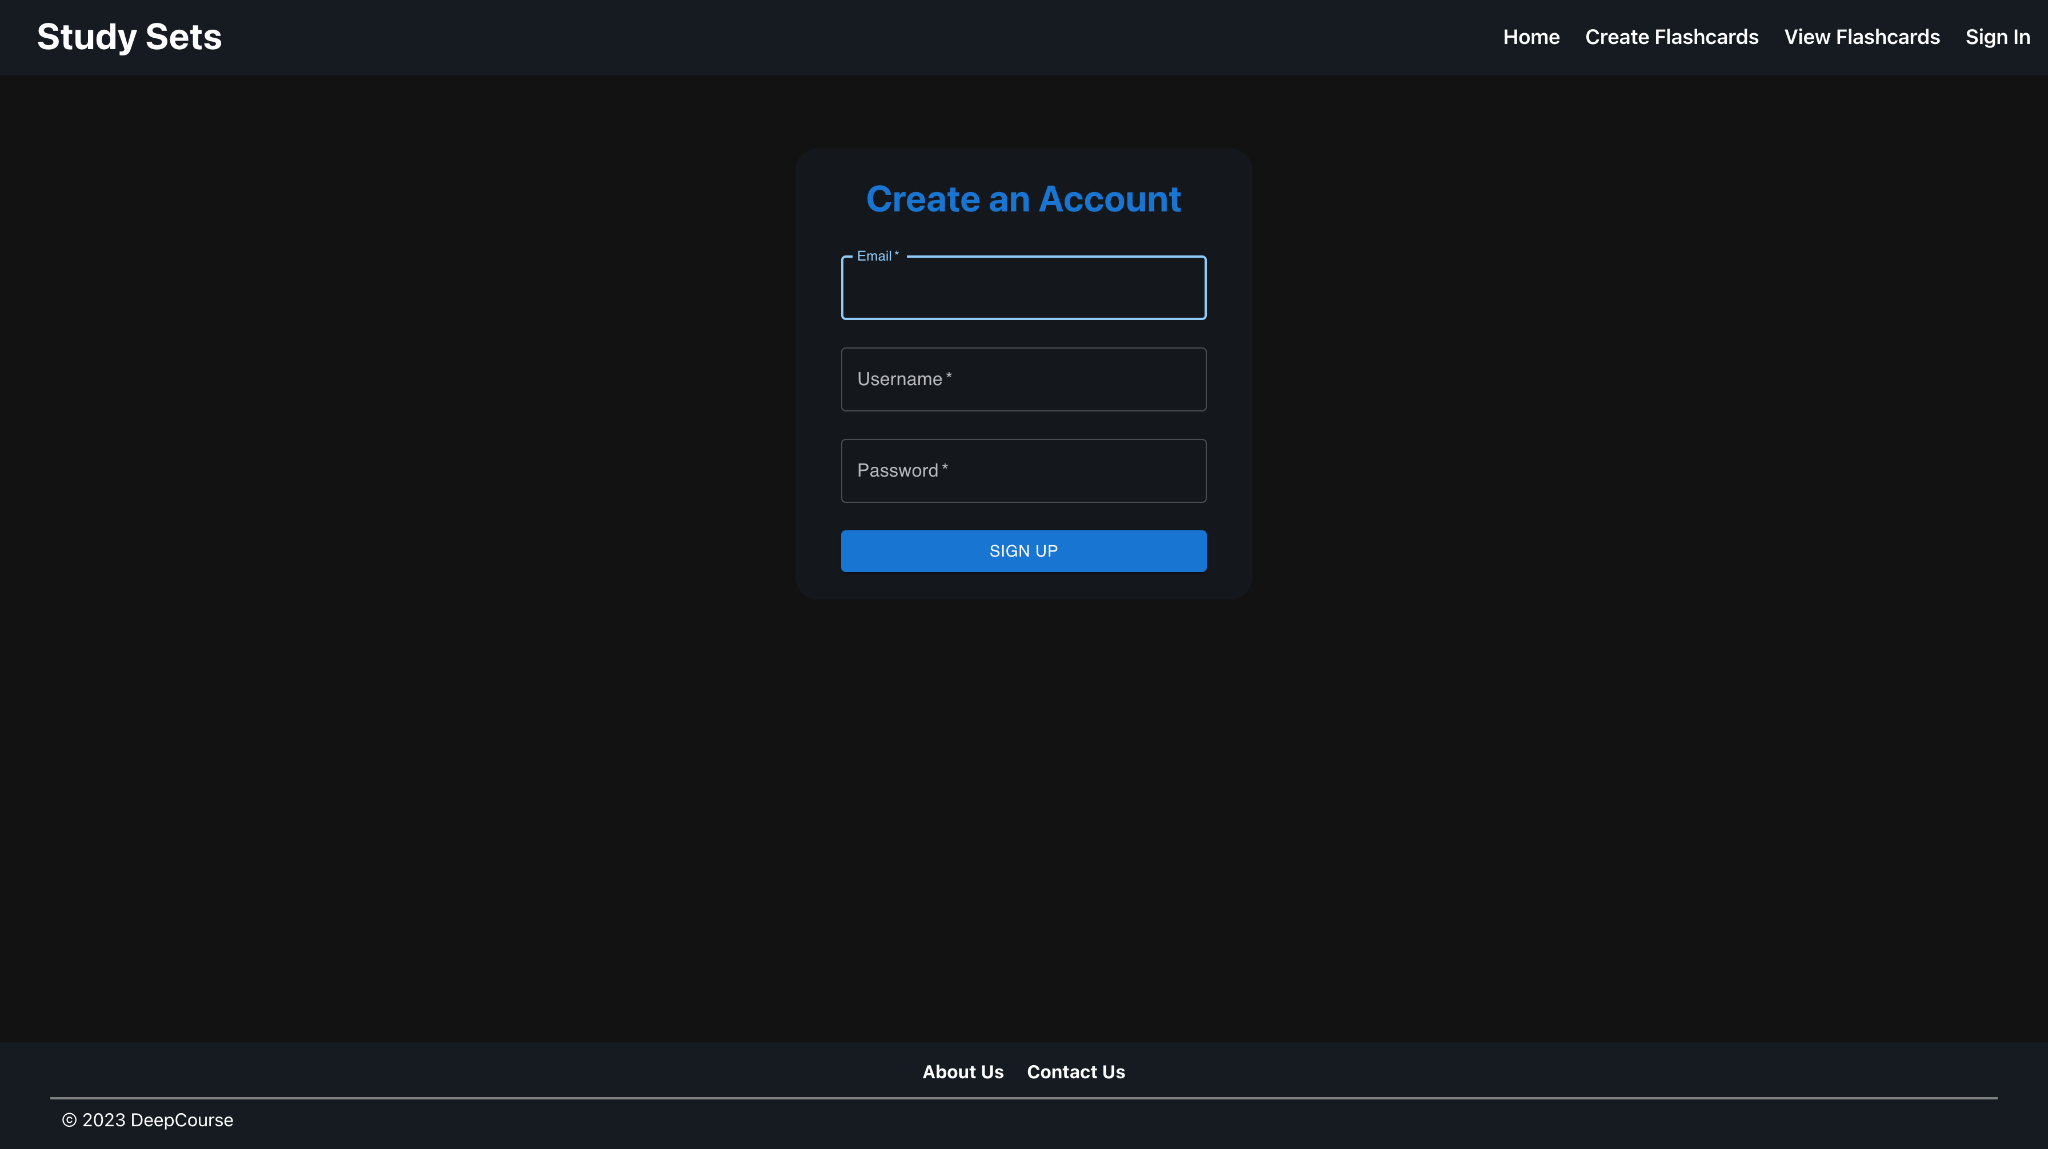 Study Sets
Home Create Flashcards View Flashcards Sign In
Create an Account
Email *
Username *
Password *
SIGN UP
About Us Contact Us
© 2023 DeepCourse